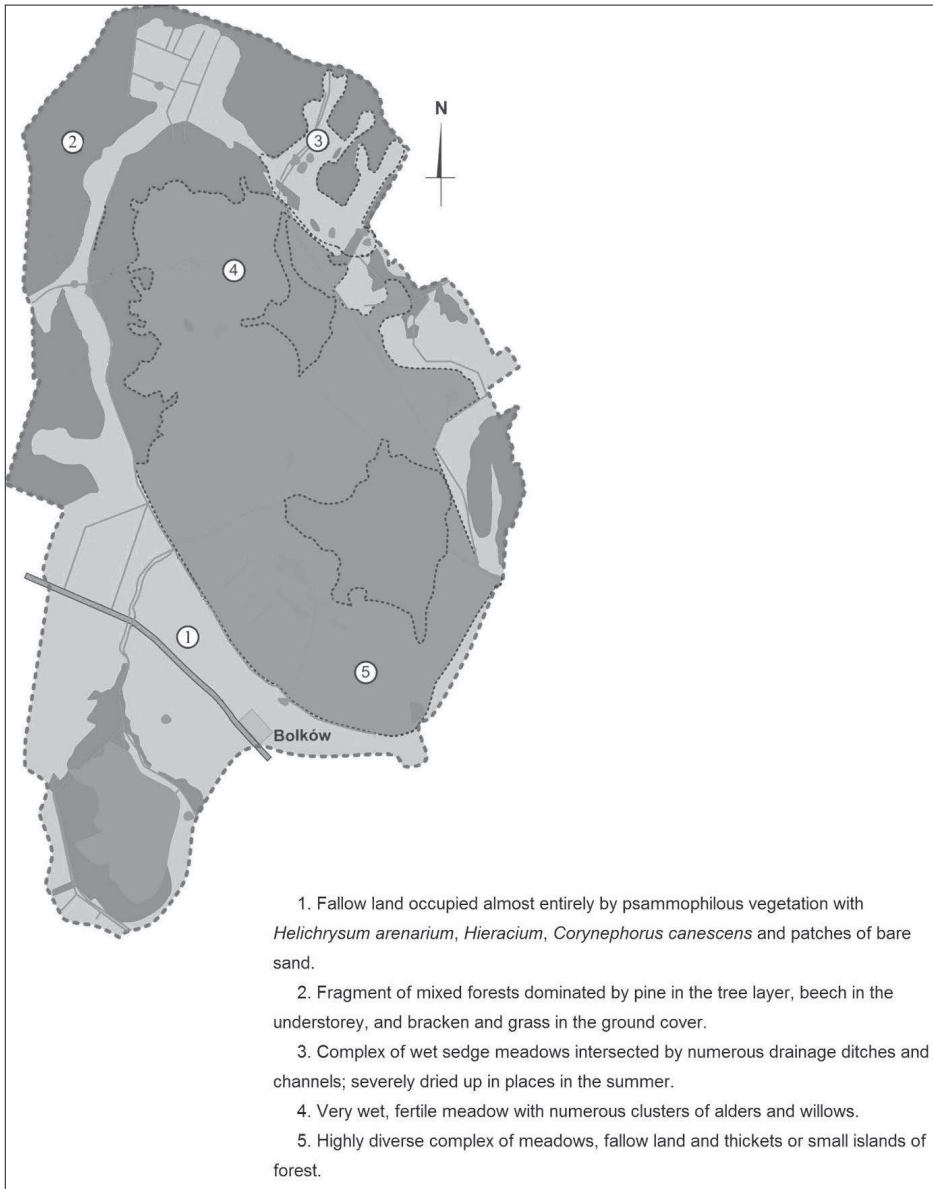 N
2
3
4
1
5
Bolków
1. Fallow land occupied almost entirely by psammophilous vegetation with
Helichrysum arenarium, Hieracium, Corynephorus canescens and patches of bare
sand.
2. Fragment of mixed forests dominated by pine in the tree layer, beech in the
understorey, and bracken and grass in the ground cover.
3. Complex of wet sedge meadows intersected by numerous drainage ditches and
channels; severely dried up in places in the summer.
4. Very wet, fertile meadow with numerous clusters of alders and willows.
5. Highly diverse complex of meadows, fallow land and thickets or small islands of
forest.